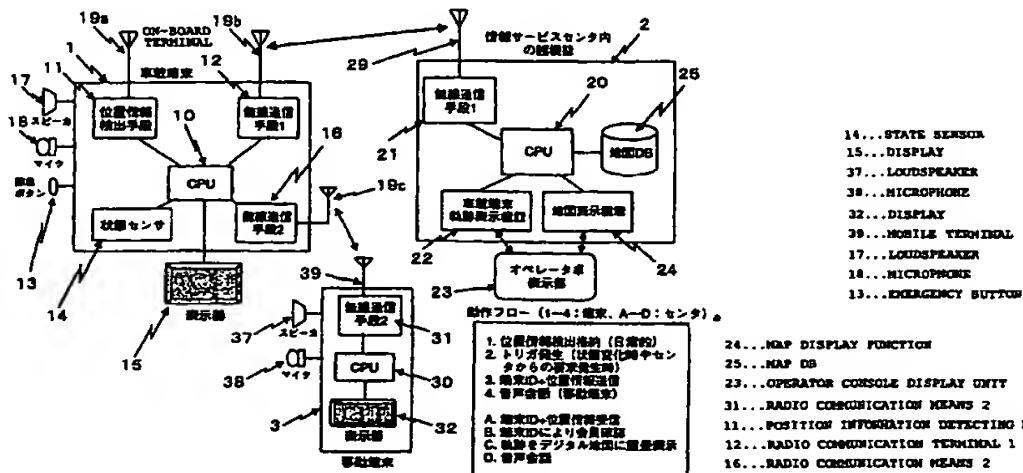 19a
ON-BOARD
TERMINAL
19b
1
11
12
17
車載端末
スピーカ
位置情報
検出手段
10
無線通信
手段1
18
マイク
CPU
16
ボタン
19c
状態センサ
無線通信
手段2
13
14
39
15
表示器
37
スピーカ
無線通信
手段2
31
38
マイク
CPU
30
3
表示器
32
移動端末
情報サービスセンタ内
2
29
25
無線通信
手段1
20
21
CPU
地図DB
車載端末
軌跡表示機能
地図表示機能
22
24
23
オペレータ卓
表示部
動作フロー(1-4:端末、A-D:センタ)
1. 位置情報検出格納(日常的)
2. トリガ発生(状態変化時やセン
タからの要求発生時)
3. 端末ID+位置情報送信
4. 音声会話(移動端末)
A. 端末ID+位置情報受信
B. 端末IDにより会員確認
C. 軌跡をデジタル地図に重畳表示
D. 音声会話
14...STATE SENSOR
15...DISPLAY
37...LOUDSPEAKER
38...MICROPHONE
32...DISPLAY
39...MOBILE TERMINAL
17...LOUDSPEAKER
18...MICROPHONE
13...EMERGENCY BUTTON
24...MAP DISPLAY FUNCTION
25...MAP DB
23...OPERATOR CONSOLE DISPLAY UNIT
31...RADIO COMMUNICATION MEANS 2
11...POSITION INFORMATION DETECTING
12...RADIO COMMUNICATION TERMINAL 1
16...RADIO COMMUNICATION MEANS 2